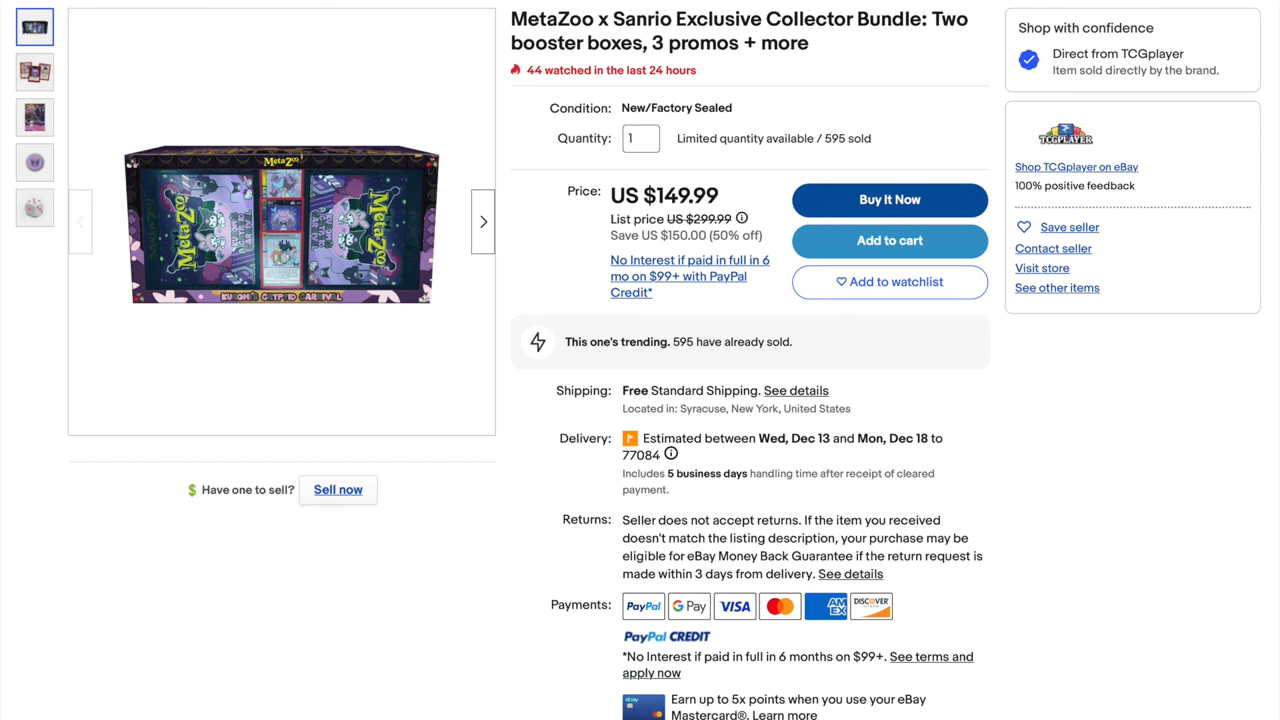 MetaZoo x Sanrio Exclusive Collector Bundle: Two
booster boxes, 3 promos + more
44 watched in the last 24 hours
Condition: New/Factory Sealed
Quantity: 1 Limited quantity available / 595 sold
Price: US $149.99
List price US $299.99
Save US $150.00 (50% off)
No Interest if paid in full in 6
mo on $99+ with PayPal
Credit*
Buy It Now
Add to cart
Add to watchlist
This one's trending. 595 have already sold.
Shipping: Free Standard Shipping. See details
Located in: Syracuse, New York, United States
Delivery: Estimated between Wed, Dec 13 and Mon, Dec 18 to
77084
Includes 5 business days handling time after receipt of cleared
payment.
Returns: Seller does not accept returns. If the item you received
doesn't match the listing description, your purchase may be
eligible for eBay Money Back Guarantee if the return request is
made within 3 days from delivery. See details
Payments: PayPal G Pay VISA AM EX DISCOVER
PayPal CREDIT
*No Interest if paid in full in 6 months on $99+. See terms and
apply now
ebay
Earn up to 5x points when you use your eBay
Mastercard®. Learn more
Shop with confidence
Direct from TCGplayer
Item sold directly by the brand.
TCGPLAYER
Shop TCGplayer on eBay
100% positive feedback
Save seller
Contact seller
Visit store
See other items
MetaZoo
MetaZoo
MetaZoo
KUROMI'S CRYPTID CARNIVAL
Have one to sell? Sell now